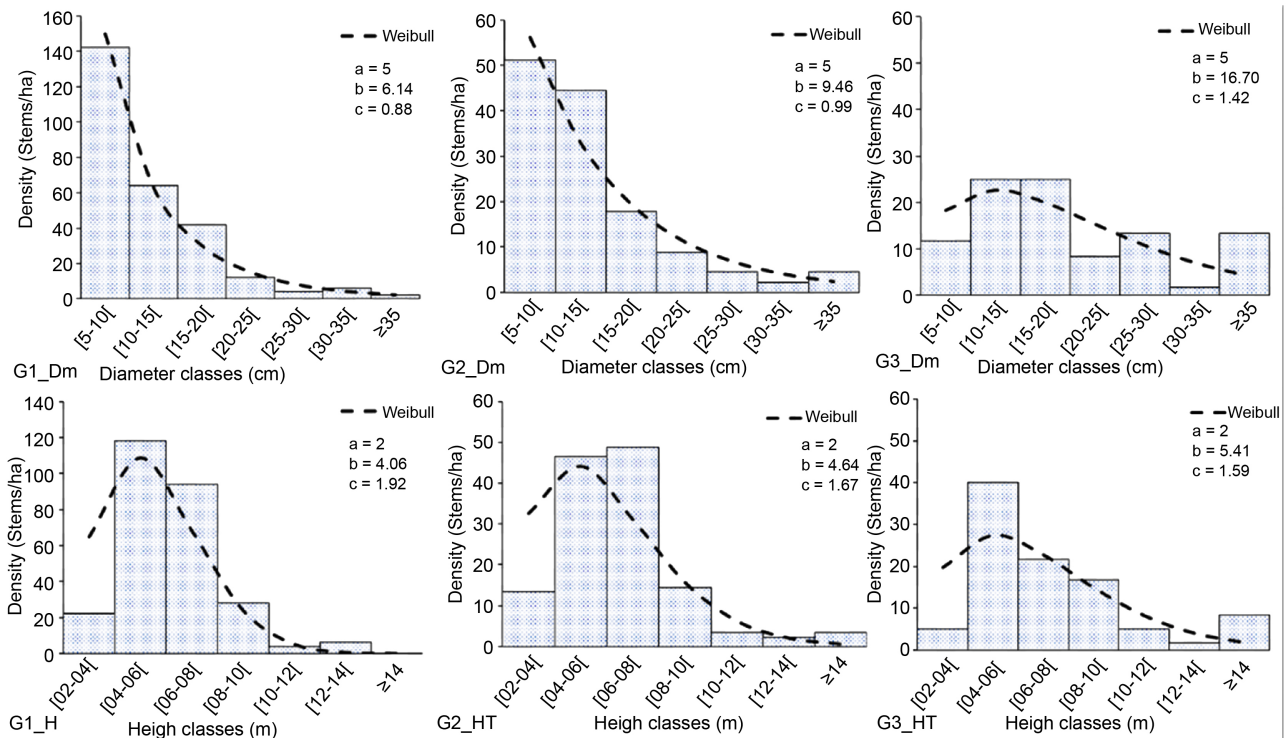 160
140
120
100
80
60
40
20
0
Density (Stems/ha)
Weibull
a = 5
b = 6.14
c = 0.88
[5-10[
[10-15[
[15-20[
[20-25[
[25-30[
[30-35[
≥35
G1_Dm
Diameter classes (cm)
60
50
40
30
20
10
0
Density (Stems/ha)
Weibull
a = 5
b = 9.46
c = 0.99
[5-10[
[10-15[
[15-20[
[20-25[
[25-30[
[30-35[
≥35
G2_Dm
Diameter classes (cm)
60
50
60
30
20
10
0
Density (Stems/ha)
Weibull
a = 5
b = 16.70
c = 1.42
[5-10[
[10-15[
[15-20[
[20-25[
[25-30[
[30-35[
≥35
G3_Dm
Diameter classes (cm)
140
120
100
80
60
40
20
0
Density (Stems/ha)
Weibull
a = 2
b = 4.06
c = 1.92
[02-04[
[04-06[
[06-08[
[08-10[
[10-12[
[12-14[
≥14
G1_H
Heigh classes (m)
60
50
40
30
20
10
0
Density (Stems/ha)
Weibull
a = 2
b = 4.64
c = 1.67
[02-04[
[04-06[
[06-08[
[08-10[
[10-12[
[12-14[
≥14
G2_HT
Heigh classes (m)
60
50
40
30
20
10
0
Density (Stems/ha)
Weibull
a = 2
b = 5.41
c = 1.59
[02-04[
[04-06[
[06-08[
[08-10[
[10-12[
[12-14[
≥14
G3_HT
Heigh classes (m)